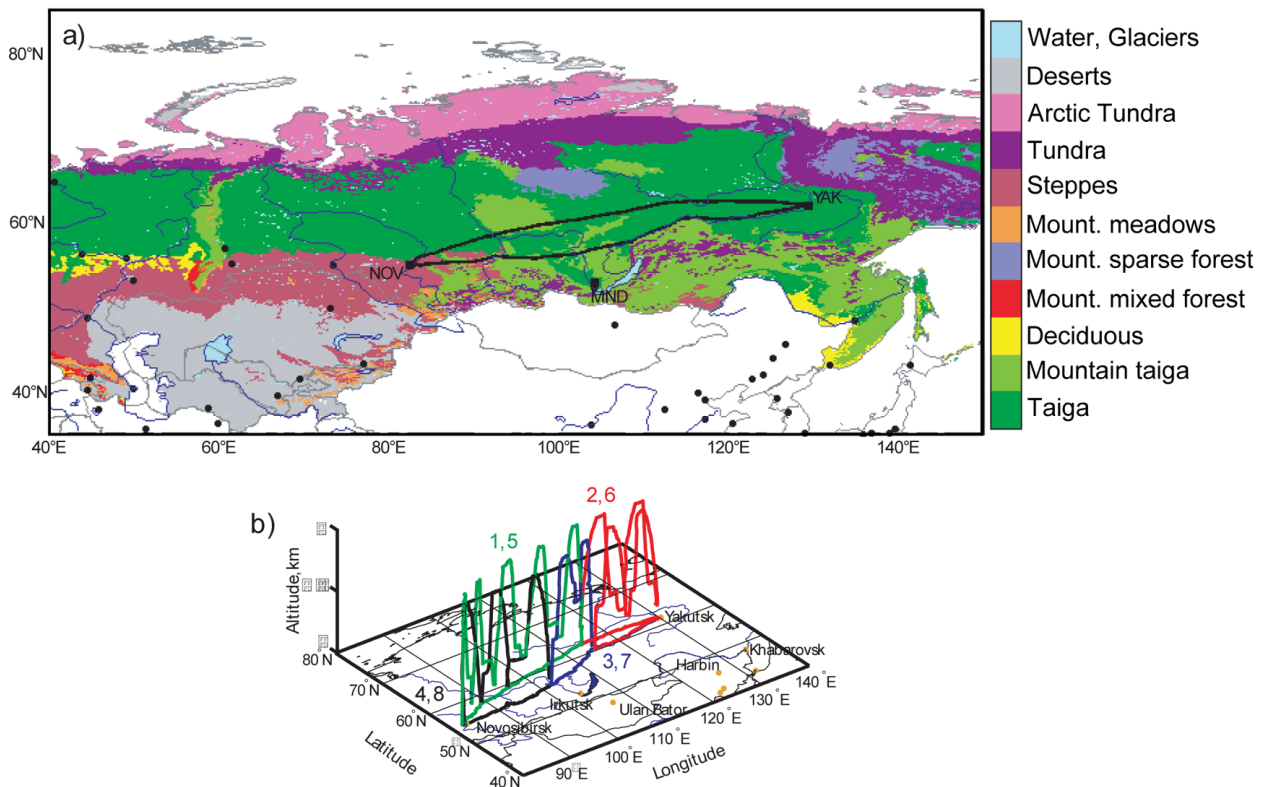 a)
80°N
60°N
40°N
40°E
60°E
80°E
100°E
120°E
140°E
NOV
YAK
MND
Water, Glaciers
Deserts
Arctic Tundra
Tundra
Steppes
Mount. meadows
Mount. sparse forest
Mount. mixed forest
Deciduous
Mountain taiga
Taiga
b)
Altitude,km
2,6
1,5
3,7
4,8
Yakutsk
Khabarovsk
Harbin
Irkutsk
Ulan Bator
Novosibirsk
80 N
70°N
60°N
50°N
40°N
Latitude
90°E
100°E
110°E
120°E
130°E
140°E
Longitude